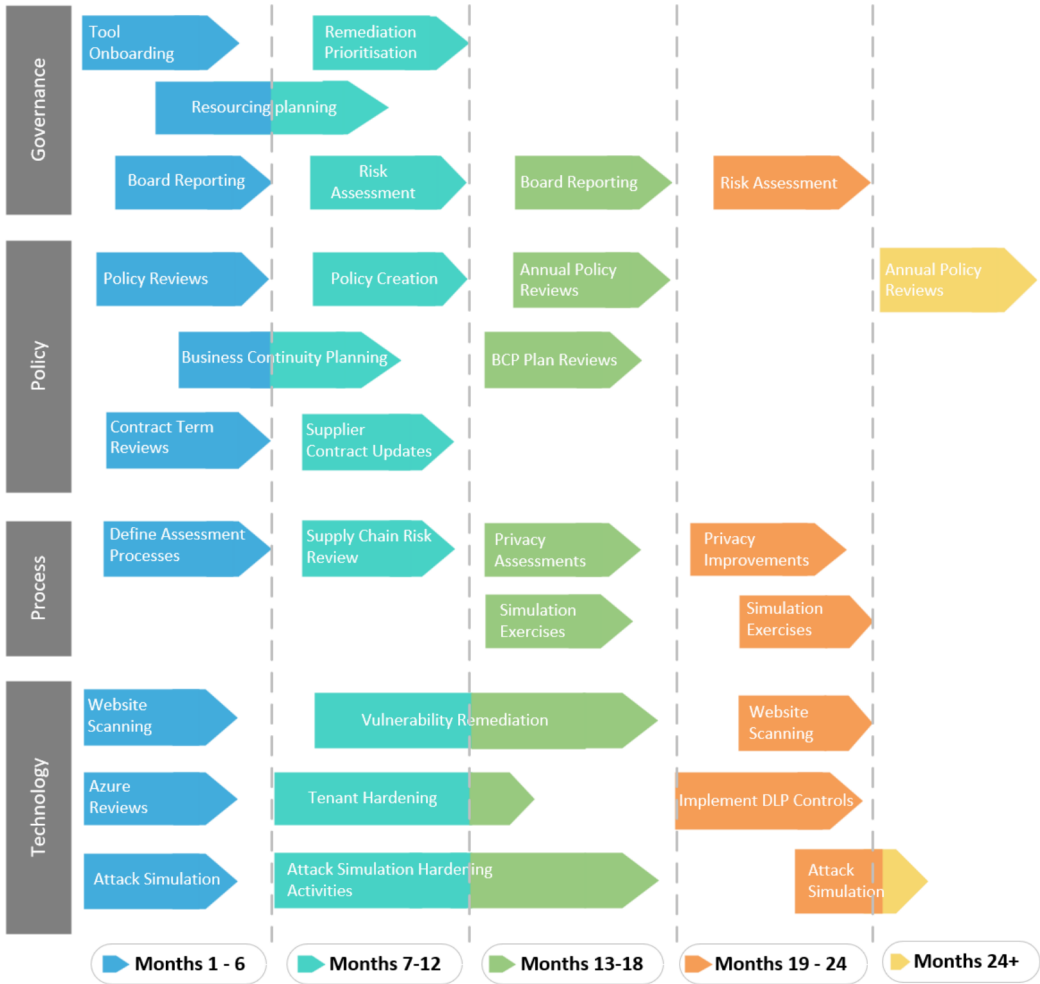 Governance
Tool
Onboarding
Remediation
Prioritisation
Resourcing planning
Board Reporting
Risk
Assessment
Board Reporting
Risk Assessment
Policy
Policy Reviews
Policy Creation
Annual Policy
Reviews
Annual Policy
Reviews
Business Continuity Planning
BCP Plan Reviews
Contract Term
Reviews
Supplier
Contract Updates
Process
Define Assessment
Processes
Supply Chain Risk
Review
Privacy
Assessments
Privacy
Improvements
Simulation
Exercises
Simulation
Exercises
Technology
Website
Scanning
Vulnerability Remediation
Website
Scanning
Azure
Reviews
Tenant Hardening
Implement DLP Controls
Attack Simulation
Attack Simulation Hardening
Activities
Attack
Simulation
Months 1 - 6
Months 7-12
Months 13-18
Months 19 - 24
Months 24+